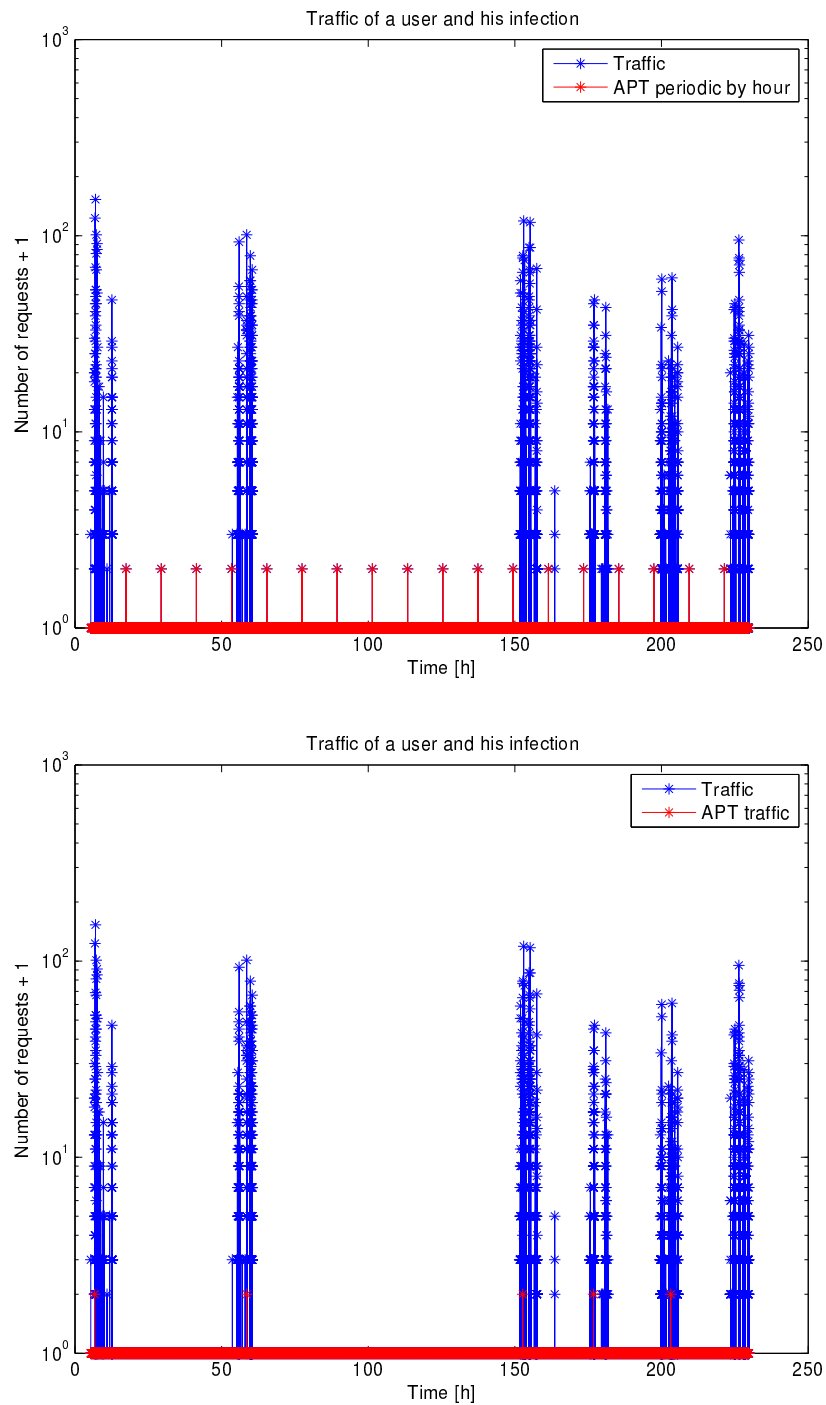 Traffic of a user and his infection
10^3
Traffic
APT periodic by hour
10^2
Number of requests + 1
10^1
10^0
0 50 100 150 200 250
Time [h]
Traffic of a user and his infection
10^3
Traffic
APT traffic
10^2
Number of requests + 1
10^1
10^0
0 50 100 150 200 250
Time [h]